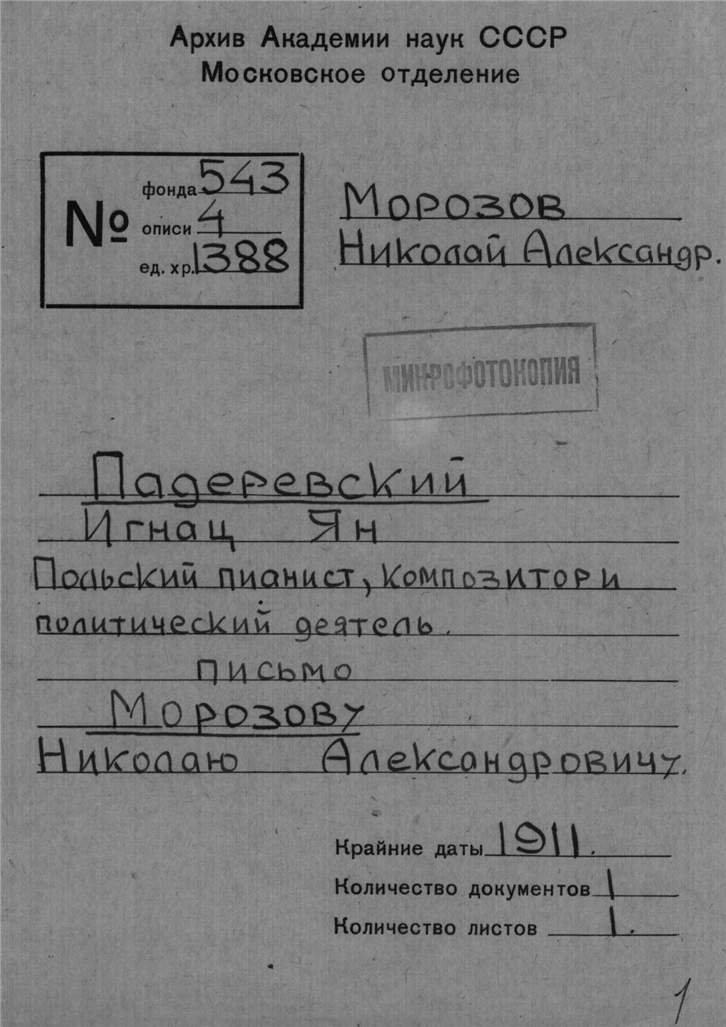 Архив Академии наук СССР
Московское отделение
№
фонда 543
описи 4
ед. хр. 1388
Морозов
Николай Александр.
МИКРОФОТОКОПИЯ
Падеревский
Игнац Ян
Польский пианист, композитор и
политический деятель.
письмо
Морозову
Николаю Александровичу.
Крайние даты 1911.
Количество документов 1
Количество листов 1.
1